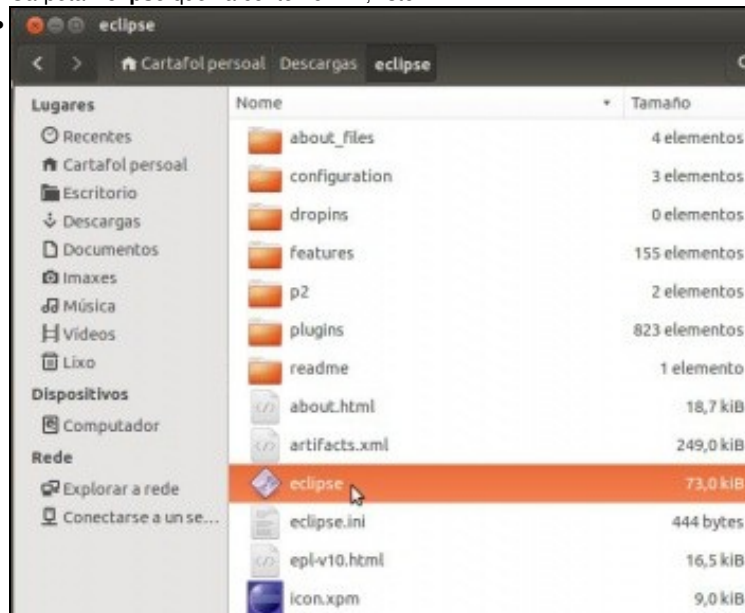 eclipse
Cartafol persoal Descargas eclipse
Lugares
Recentes
Cartafol persoal
Escritorio
Descargas
Documentos
Imaxes
Música
Vídeos
Lixo
Dispositivos
Computador
Rede
Explorar a rede
Conectarse a un se...
Nome Tamaño
about_files 4 elementos
configuration 3 elementos
dropins 0 elementos
features 155 elementos
p2 2 elementos
plugins 823 elementos
readme 1 elemento
about.html 18,7 kiB
artifacts.xml 249,0 kiB
eclipse 73,0 kiB
eclipse.ini 444 bytes
epl-v10.html 16,5 kiB
icon.xpm 9,0 kiB